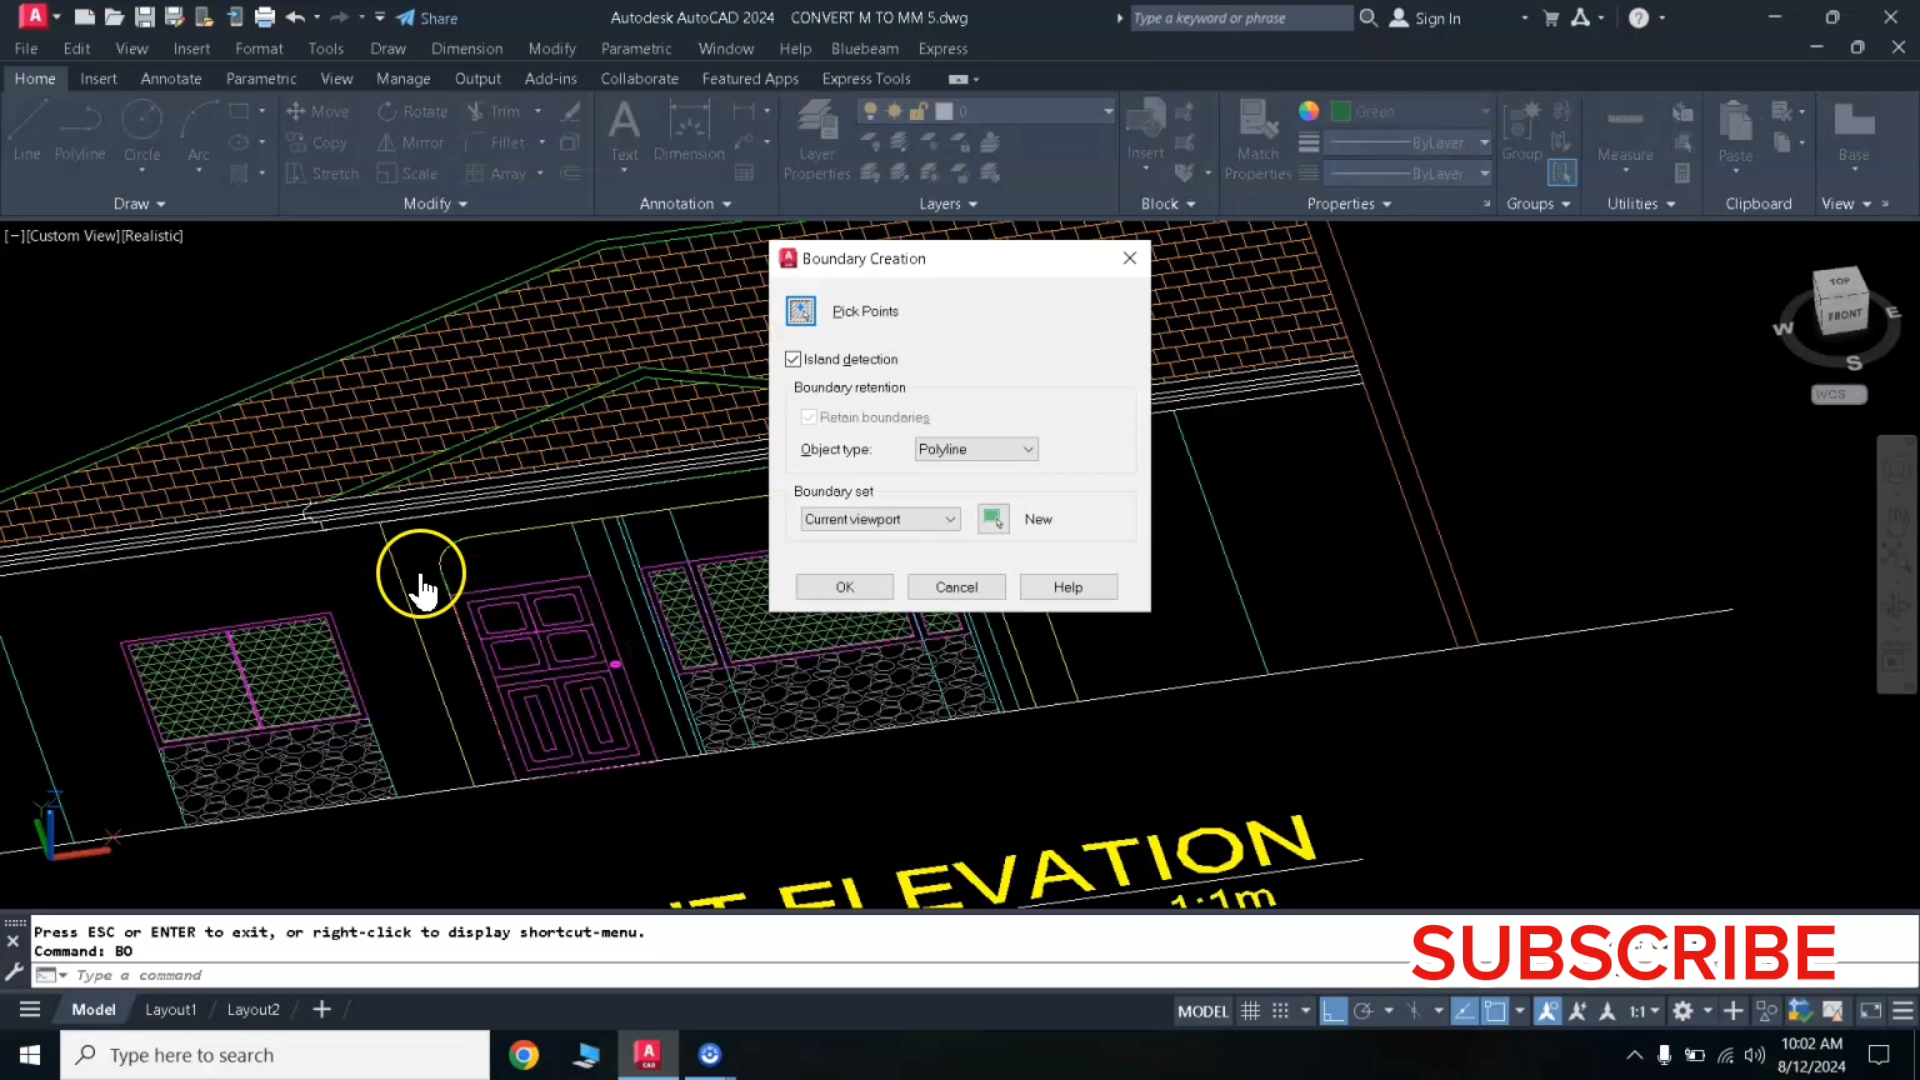 Share
Autodesk AutoCAD 2024 CONVERT M TO MM 5.dwg
Type a keyword or phrase
Sign In
File Edit View Insert Format Tools Draw Dimension Modify Parametric Window Help Bluebeam Express
Home Insert Annotate Parametric View Manage Output Add-ins Collaborate Featured Apps Express Tools
Move Rotate Trim 0 Green
Line Polyline Circle Arc Copy Mirror Fillet Text Dimension Layer Properties Insert Match Properties ByLayer Group Measure Paste Base
Stretch Scale Array ByLayer
Draw Modify Annotation Layers Block Properties Groups Utilities Clipboard View
[−][Custom View][Realistic]
Boundary Creation
Pick Points
Island detection
Boundary retention
Retain boundaries
Object type: Polyline
Boundary set
Current viewport New
OK Cancel Help
TOP
FRONT
W E
S
WCS
Z
Y
X
ELEVATION
1:1m
Press ESC or ENTER to exit, or right-click to display shortcut-menu.
Command: BO
Type a command
SUBSCRIBE
Model Layout1 Layout2
MODEL 1:1
Type here to search
10:02 AM
8/12/2024